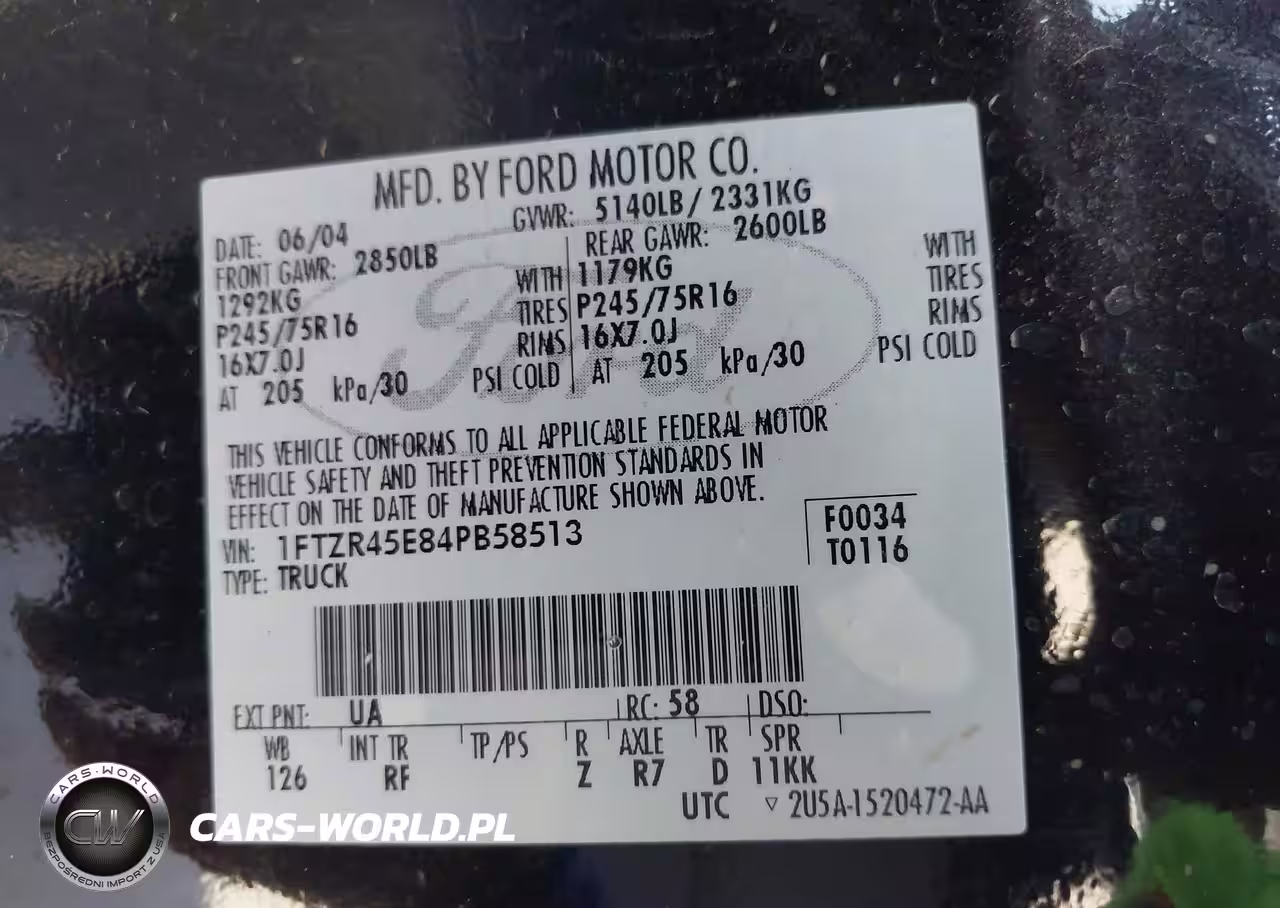 MFD. BY FORD MOTOR CO.
DATE: 06/04 GVWR: 5140LB / 2331KG
FRONT GAWR: 2850LB REAR GAWR: 2600LB
1292KG WITH 1179KG WITH
P245/75R16 TIRES P245/75R16 TIRES
16X7.0J RIMS 16X7.0J RIMS
AT 205 kPa/30 PSI COLD AT 205 kPa/30 PSI COLD
Ford
THIS VEHICLE CONFORMS TO ALL APPLICABLE FEDERAL MOTOR
VEHICLE SAFETY AND THEFT PREVENTION STANDARDS IN
EFFECT ON THE DATE OF MANUFACTURE SHOWN ABOVE.
VIN: 1FTZR45E84PB58513 F0034
TYPE: TRUCK T0116
EXT PNT: UA RC: 58 DSO:
WB INT TR TP/PS R AXLE TR SPR
126 RF Z R7 D 11KK
UTC ▽ 2U5A-1520472-AA
CARS-WORLD
CW
BEZPOŚREDNI IMPORT Z USA
CARS-WORLD.PL